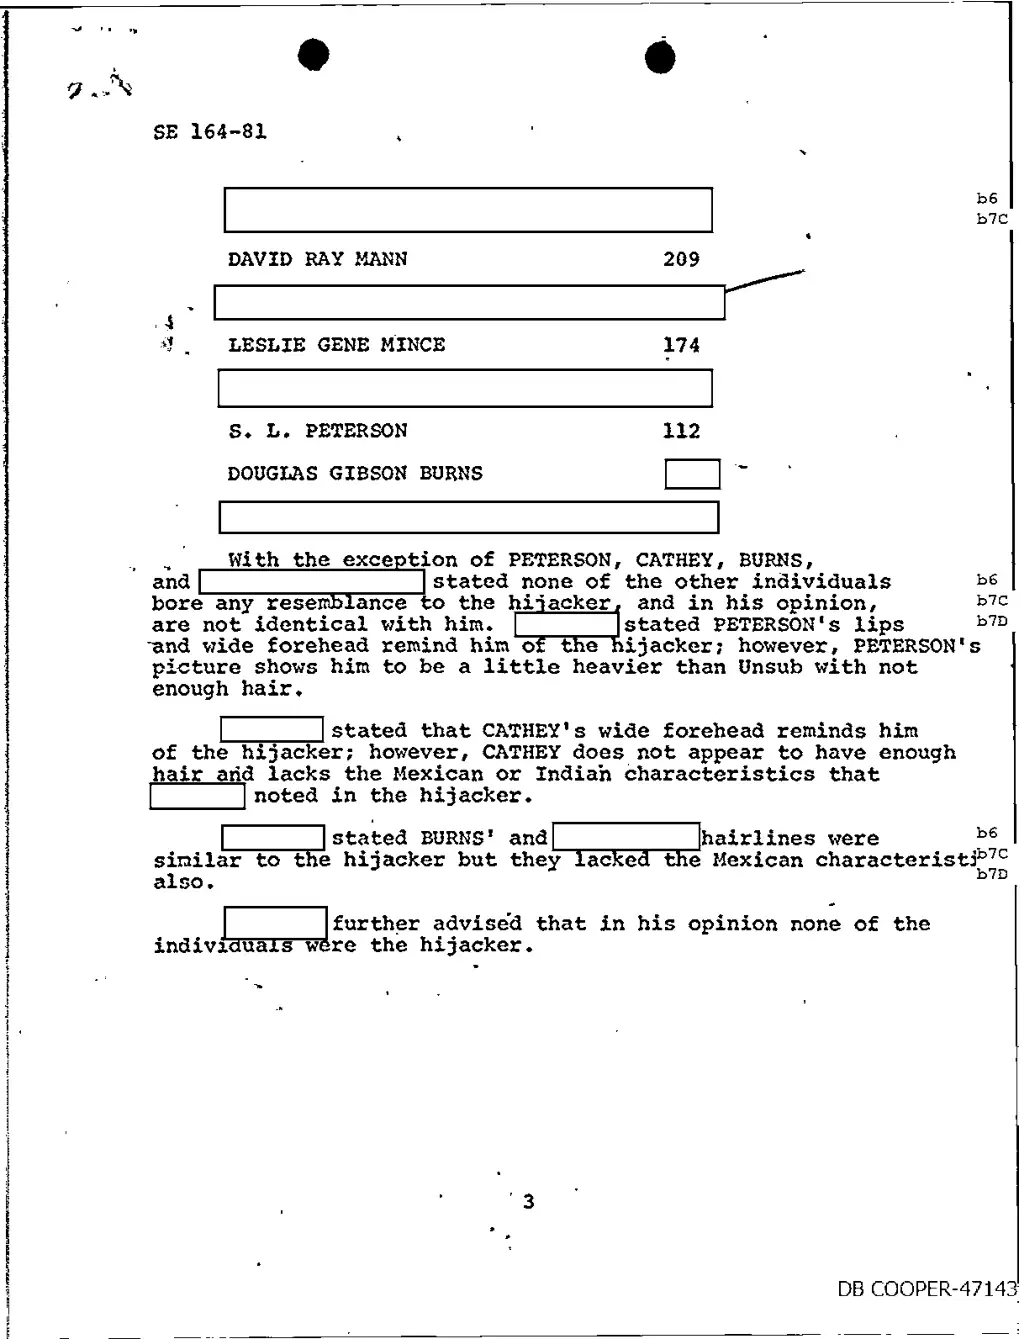 SE 164-81
b6
b7C
DAVID RAY MANN 209
LESLIE GENE MINCE 174
S. L. PETERSON 112
DOUGLAS GIBSON BURNS
With the exception of PETERSON, CATHEY, BURNS,
and stated none of the other individuals b6
bore any resemblance to the hijacker, and in his opinion, b7C
are not identical with him. stated PETERSON'S lips b7D
and wide forehead remind him of the hijacker; however, PETERSON'S
picture shows him to be a little heavier than Unsub with not
enough hair.
stated that CATHEY'S wide forehead reminds him
of the hijacker; however, CATHEY does not appear to have enough
hair and lacks the Mexican or Indian characteristics that
noted in the hijacker.
stated BURNS' and hairlines were b6
similar to the hijacker but they lacked the Mexican characteristi b7C
also. b7D
further advised that in his opinion none of the
individuals were the hijacker.
3
DB COOPER-47143